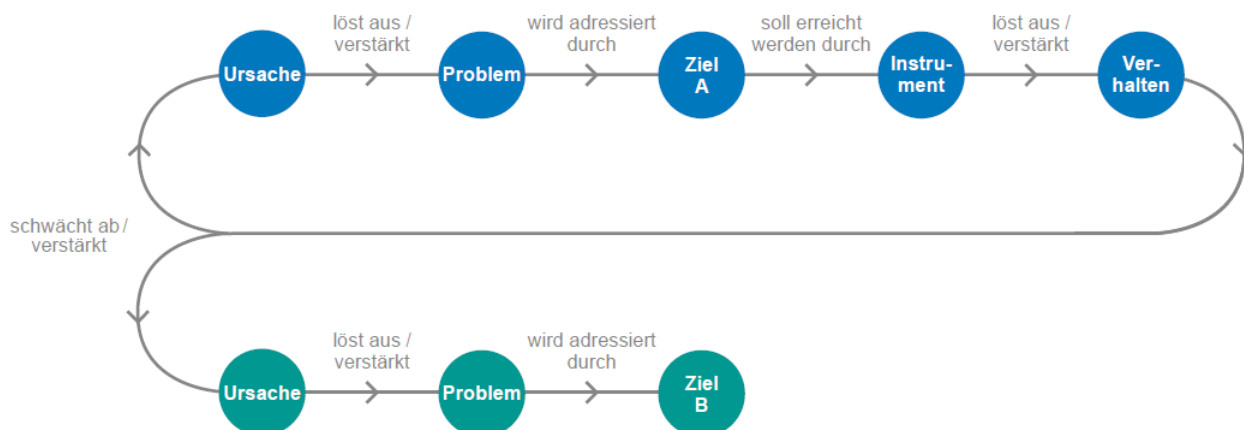 löst aus /
verstärkt
wird adressiert
durch
soll erreicht
werden durch
löst aus /
verstärkt
Ursache
Problem
Ziel
A
Instru-
ment
Ver-
halten
schwächt ab /
verstärkt
löst aus /
verstärkt
wird adressiert
durch
Ursache
Problem
Ziel
B